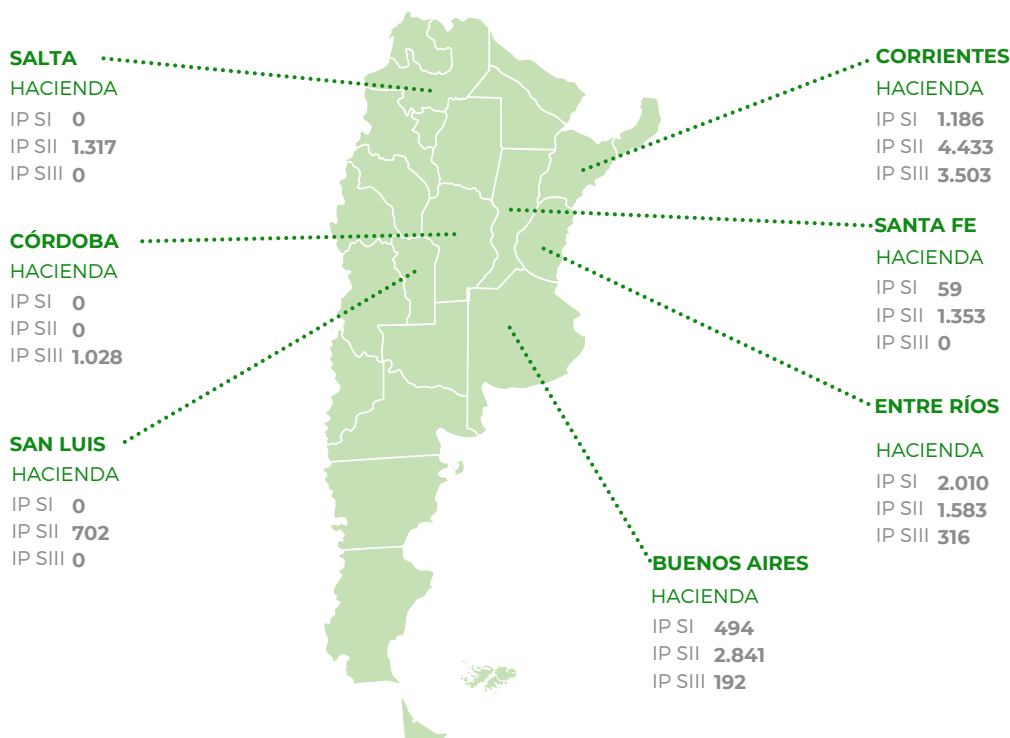 SALTA
HACIENDA
IP SI 0
IP SII 1.317
IP SIII 0
CÓRDOBA
HACIENDA
IP SI 0
IP SII 0
IP SIII 1.028
SAN LUIS
HACIENDA
IP SI 0
IP SII 702
IP SIII 0
CORRIENTES
HACIENDA
IP SI 1.186
IP SII 4.433
IP SIII 3.503
SANTA FE
HACIENDA
IP SI 59
IP SII 1.353
IP SIII 0
ENTRE RÍOS
HACIENDA
IP SI 2.010
IP SII 1.583
IP SIII 316
BUENOS AIRES
HACIENDA
IP SI 494
IP SII 2.841
IP SIII 192